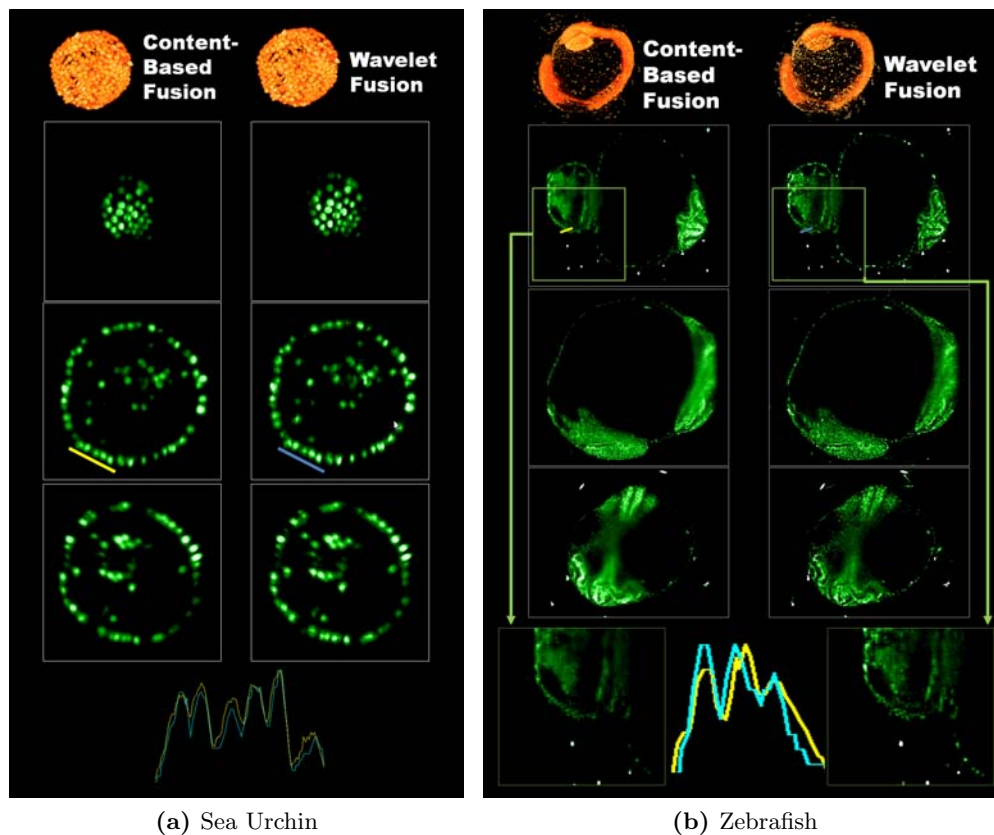 Content-
Based
Fusion
Wavelet
Fusion
Content-
Based
Fusion
Wavelet
Fusion
(a) Sea Urchin
(b) Zebrafish